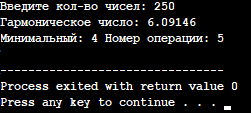 Введите кол-во чисел: 250
Гармоническое число: 6.09146
Минимальный: 4 Номер операции: 5
--------------------------------
Process exited with return value 0
Press any key to continue . . .